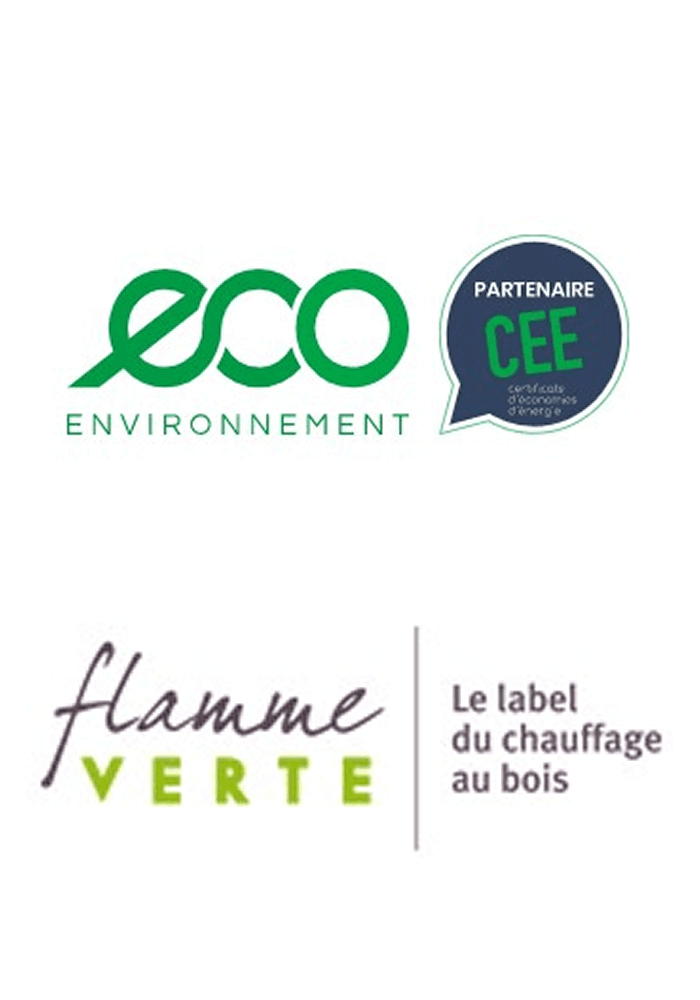 eco
ENVIRONNEMENT
PARTENAIRE
CEE
certificats
d'économies
d'énergie
flamme
VERTE
Le label
du chauffage
au bois